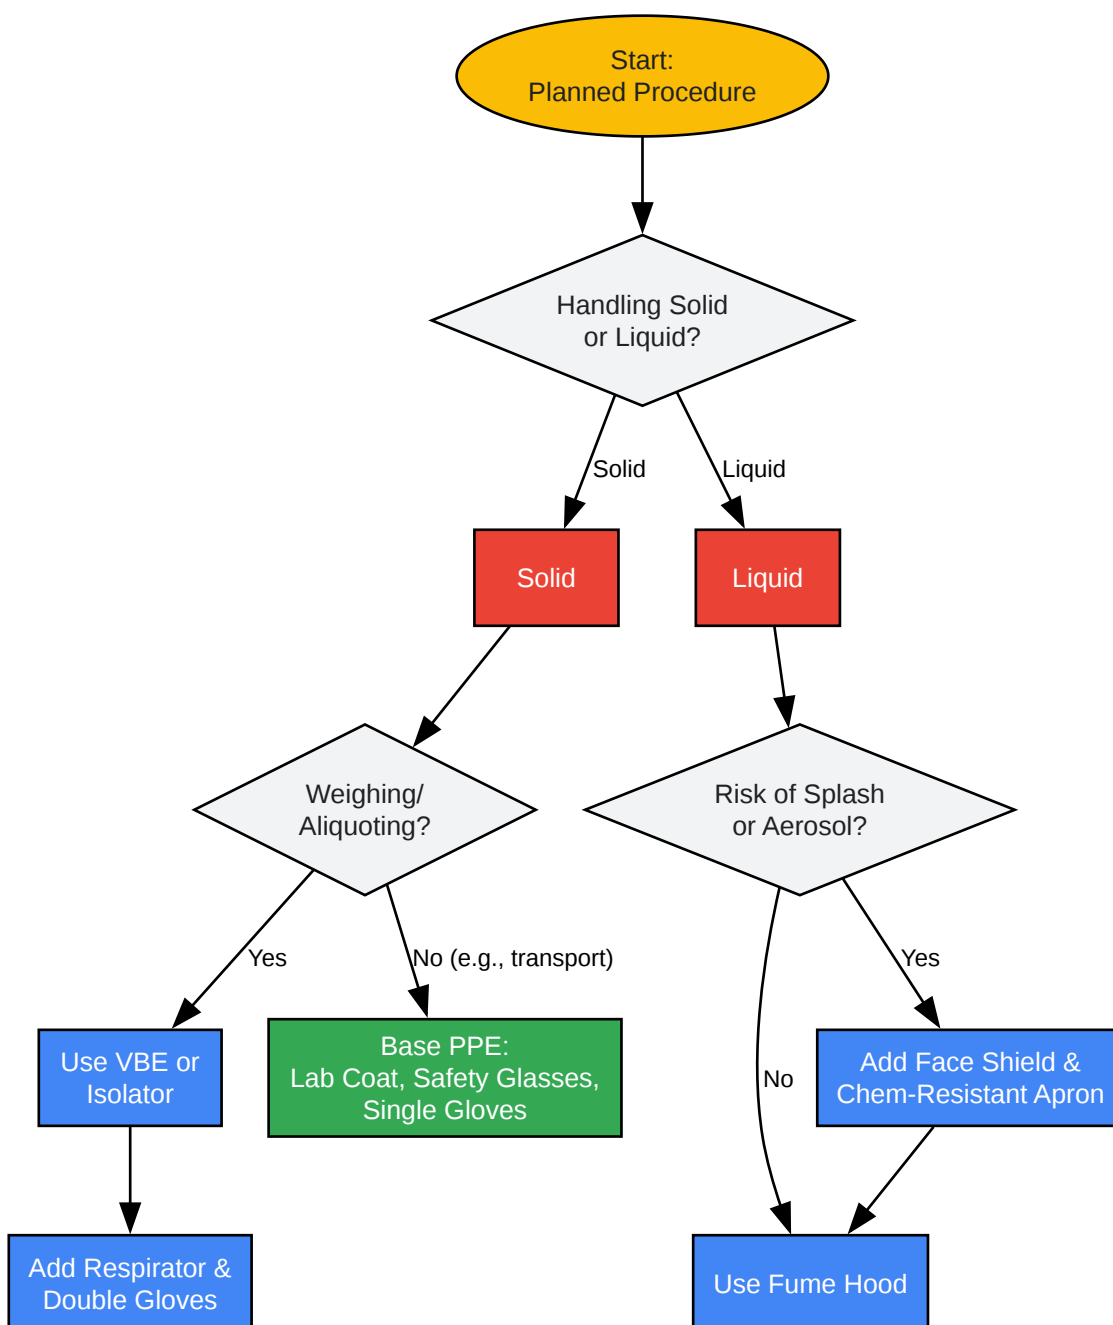 Start:
Planned Procedure
Handling Solid
or Liquid?
Solid
Liquid
Solid
Liquid
Weighing/
Aliquoting?
Risk of Splash
or Aerosol?
Yes
No (e.g., transport)
Yes
No
Use VBE or
Isolator
Base PPE:
Lab Coat, Safety Glasses,
Single Gloves
Add Face Shield &
Chem-Resistant Apron
Add Respirator &
Double Gloves
Use Fume Hood